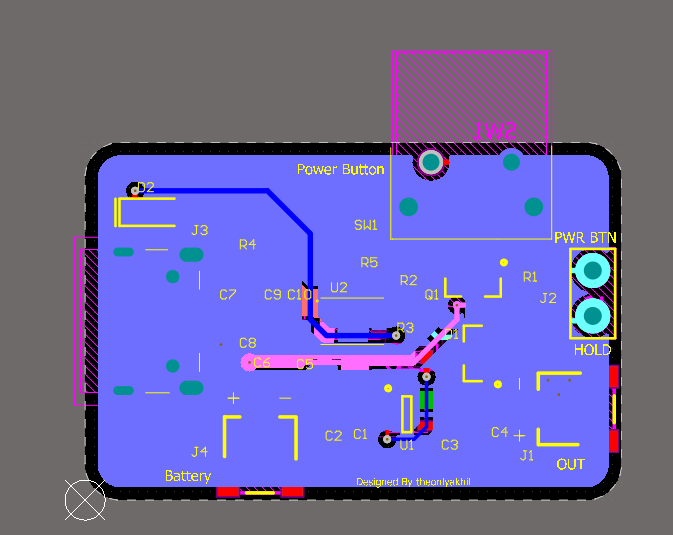 SW1
Power Button
D2
J3
SW1
PWR BTN
R4
R5
R2
R1
U2
Q1
J2
C7
C9
C10
R3
HOLD
C8
C6
C5
C2
C1
U1
C3
C4
J1
J4
OUT
Battery
Designed By theonlyakhil